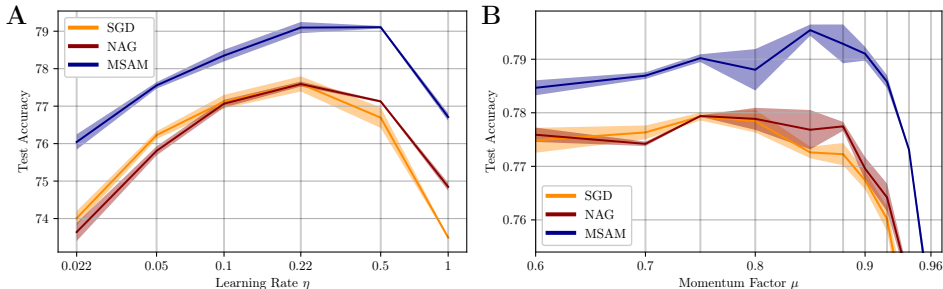 A
79
78
77
76
75
74
Test Accuracy
SGD
NAG
MSAM
0.022 0.05 0.1 0.22 0.5 1
Learning Rate η
B
0.79
0.78
0.77
0.76
Test Accuracy
SGD
NAG
MSAM
0.6 0.7 0.8 0.9 0.96
Momentum Factor μ